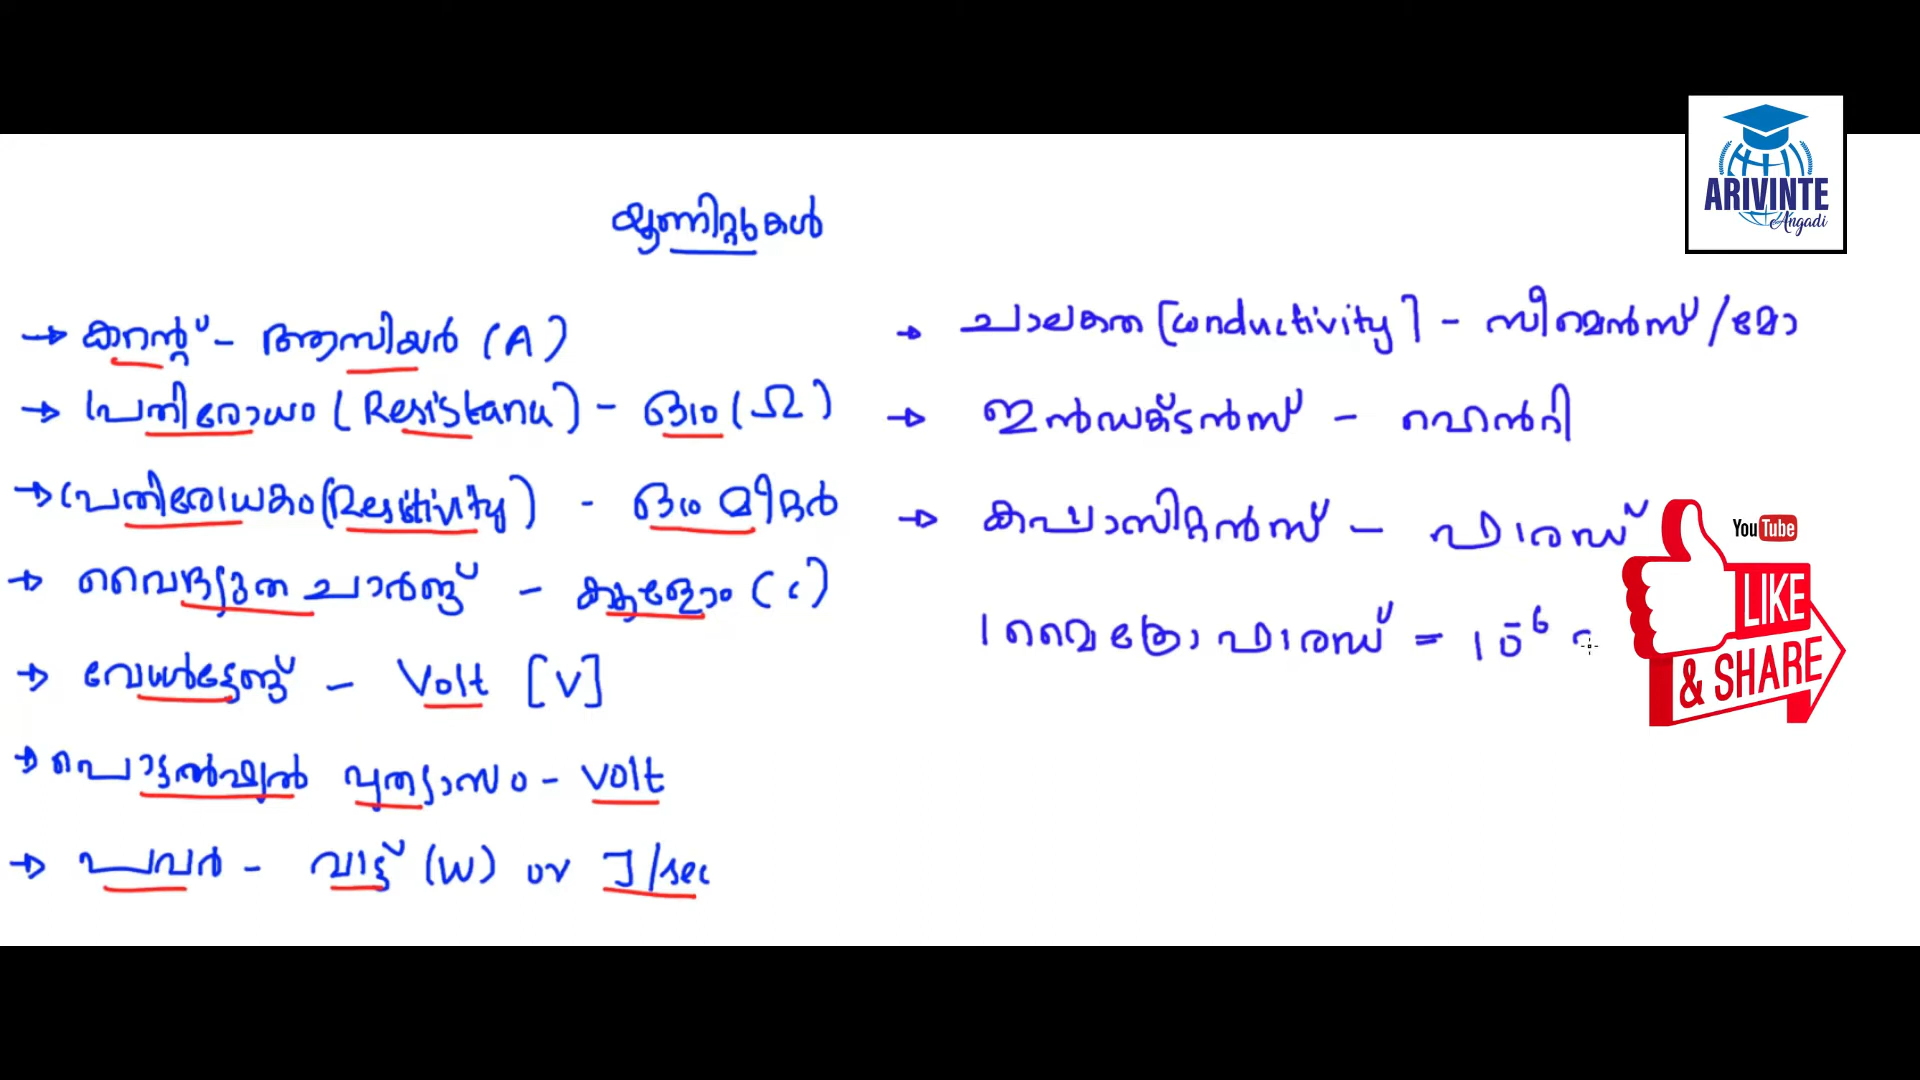 യൂണിറ്റുകൾ
→ കറന്റ് - ആമ്പിയർ (A)
→ പ്രതിരോധം (Resistance) - ഓം (Ω)
→ പ്രതിരോധകം (Resistivity) - ഓം മീറ്റർ
→ വൈദ്യുത ചാർജ്ജ് - കൂളോം (C)
→ വോൾട്ടേജ് - Volt [V]
→ പൊട്ടൻഷ്യൽ വ്യത്യാസം - Volt
→ പവർ - വാട്ട് (W) or J/sec
→ ചാലകത [Conductivity] - സീമെൻസ്/മോ
→ ഇൻഡക്ടൻസ് - ഹെൻറി
→ കപ്പാസിറ്റൻസ് - ഫാരഡ്
1 മൈക്രോ ഫാരഡ് = 10⁻⁶
ARIVINTE
Angadi
YouTube
LIKE
& SHARE